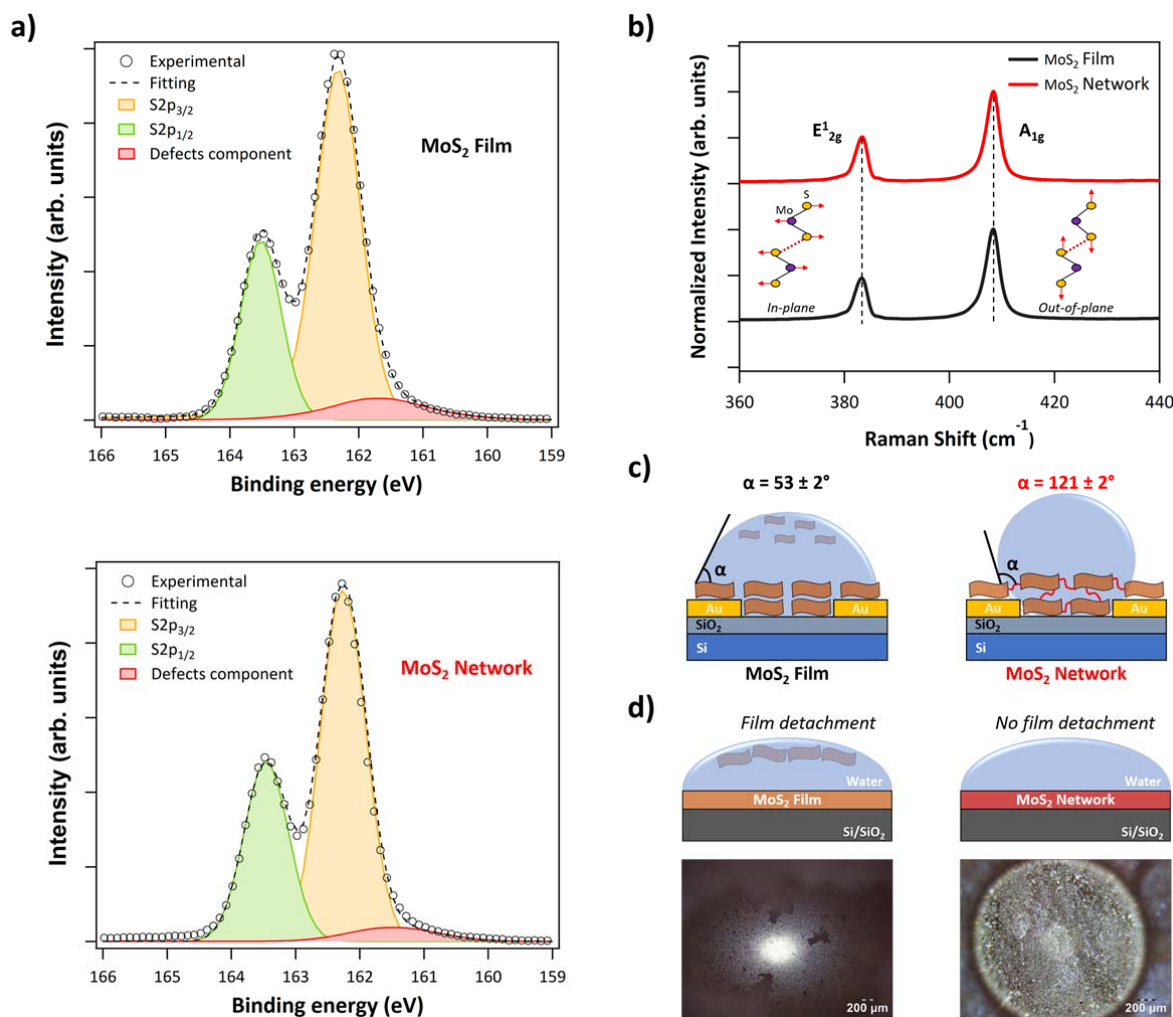 a)
Intensity (arb. units)
Experimental
Fitting
S2p3/2
S2p1/2
Defects component
MoS2 Film
166 165 164 163 162 161 160 159
Binding energy (eV)
Intensity (arb. units)
Experimental
Fitting
S2p3/2
S2p1/2
Defects component
MoS2 Network
166 165 164 163 162 161 160 159
Binding energy (eV)
b)
Normalized Intensity (arb. units)
MoS2 Film
MoS2 Network
E12g
A1g
S
Mo
In-plane
Out-of-plane
360 380 400 420 440
Raman Shift (cm-1)
c)
α = 53 ± 2°
α = 121 ± 2°
α
α
Au Au
Au Au
SiO2
SiO2
Si
Si
MoS2 Film
MoS2 Network
d)
Film detachment
No film detachment
Water
Water
MoS2 Film
MoS2 Network
Si/SiO2
Si/SiO2
200 μm
200 μm